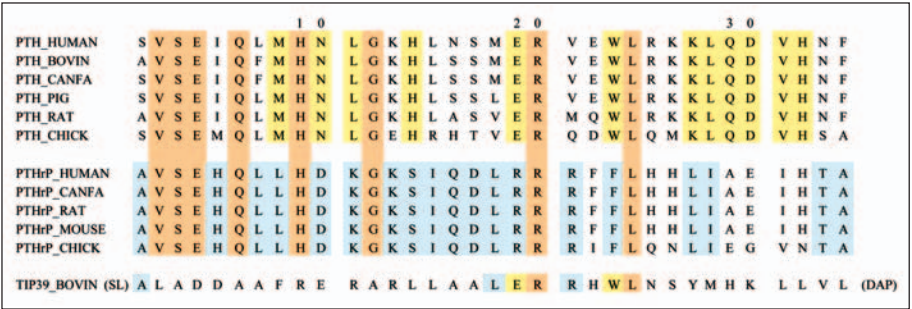 1 0 2 0 3 0
PTH_HUMAN S V S E I Q L M H N L G K H L N S M E R V E W L R K K L Q D V H N F
PTH_BOVIN A V S E I Q F M H N L G K H L S S M E R V E W L R K K L Q D V H N F
PTH_CANFA S V S E I Q F M H N L G K H L S S M E R V E W L R K K L Q D V H N F
PTH_PIG S V S E I Q L M H N L G K H L S S L E R V E W L R K K L Q D V H N F
PTH_RAT A V S E I Q L M H N L G K H L A S V E R M Q W L R K K L Q D V H N F
PTH_CHICK S V S E M Q L M H N L G E H R H T V E R Q D W L Q M K L Q D V H S A
PTHrP_HUMAN A V S E H Q L L H D K G K S I Q D L R R R F F L H H L I A E I H T A
PTHrP_CANFA A V S E H Q L L H D K G K S I Q D L R R R F F L H H L I A E I H T A
PTHrP_RAT A V S E H Q L L H D K G K S I Q D L R R R F F L H H L I A E I H T A
PTHrP_MOUSE A V S E H Q L L H D K G K S I Q D L R R R F F L H H L I A E I H T A
PTHrP_CHICK A V S E H Q L L H D K G K S I Q D L R R R I F L Q N L I E G V N T A
TIP39_BOVIN (SL) A L A D D A A F R E R A R L L A A L E R R H W L N S Y M H K L L V L (DAP)